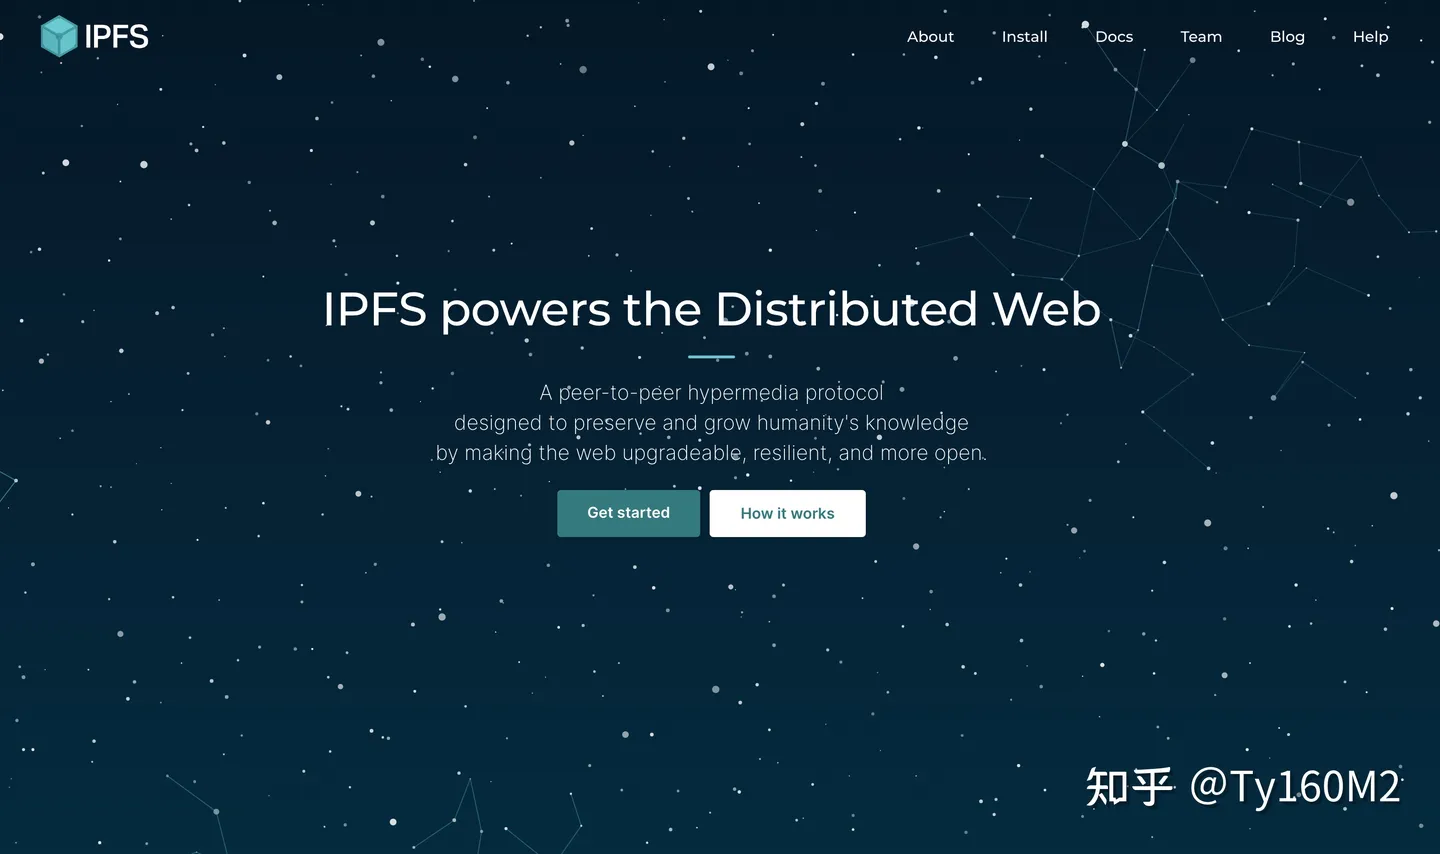 IPFS
About Install Docs Team Blog Help
IPFS powers the Distributed Web
A peer-to-peer hypermedia protocol
designed to preserve and grow humanity's knowledge
by making the web upgradeable, resilient, and more open.
Get started How it works
知乎 @Ty160M2